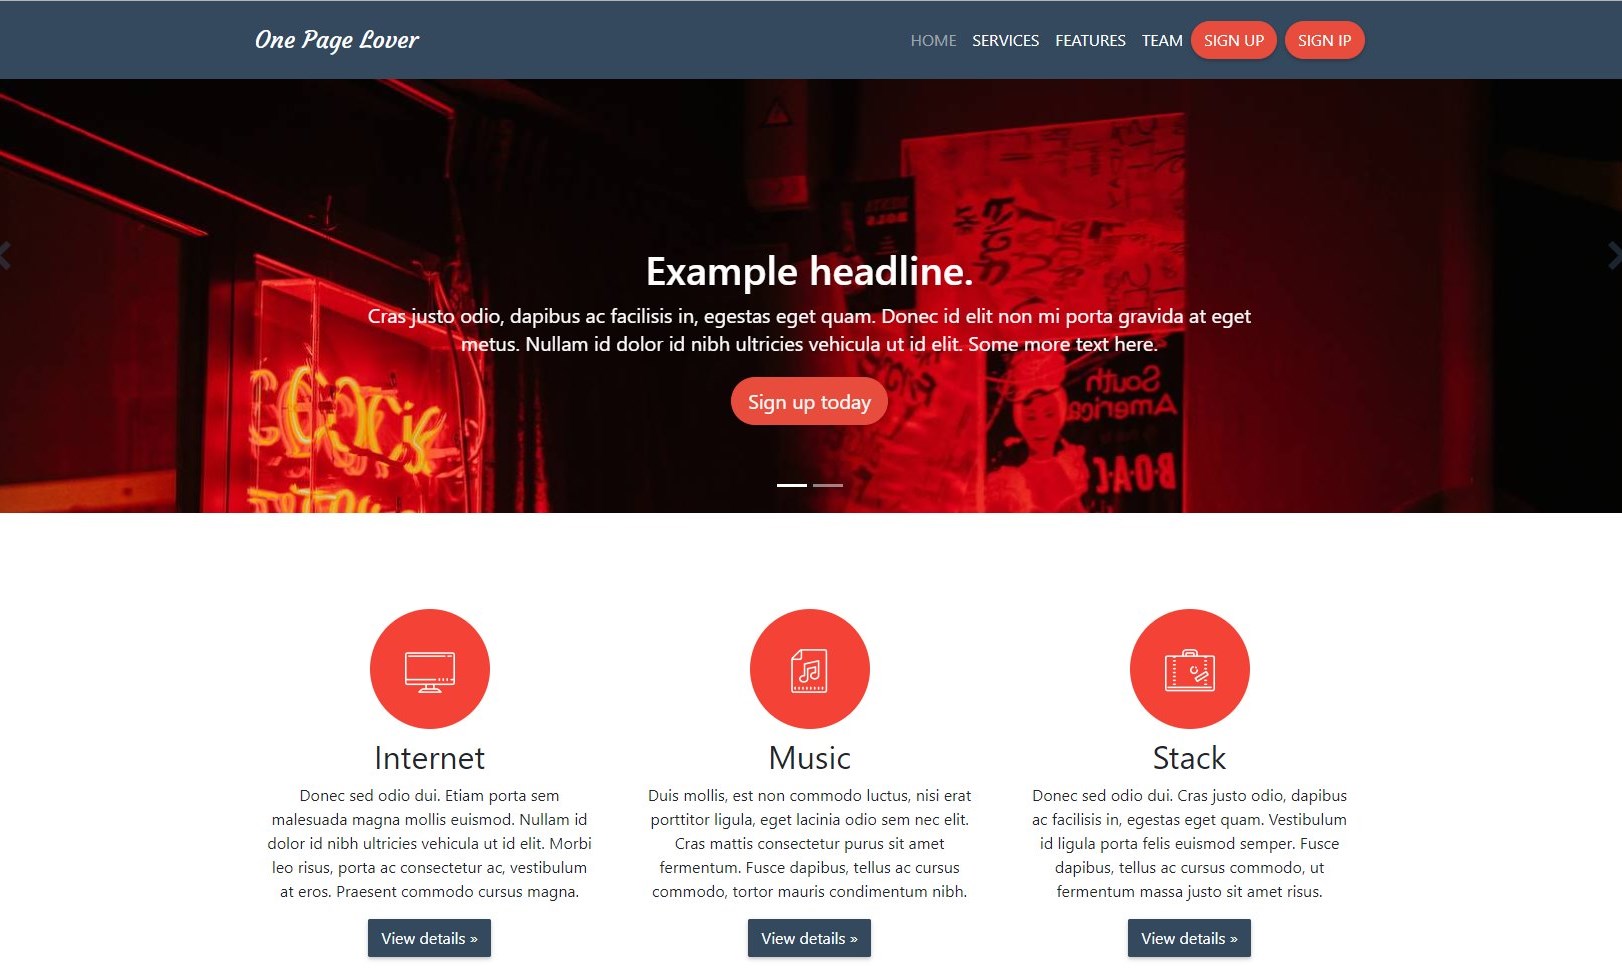 One Page Lover
HOME SERVICES FEATURES TEAM SIGN UP SIGN IP
Example headline.
Cras justo odio, dapibus ac facilisis in, egestas eget quam. Donec id elit non mi porta gravida at eget
metus. Nullam id dolor id nibh ultricies vehicula ut id elit. Some more text here.
South
America
B·O·A·C
Sign up today
Internet
Donec sed odio dui. Etiam porta sem
malesuada magna mollis euismod. Nullam id
dolor id nibh ultricies vehicula ut id elit. Morbi
leo risus, porta ac consectetur ac, vestibulum
at eros. Praesent commodo cursus magna.
View details »
Music
Duis mollis, est non commodo luctus, nisi erat
porttitor ligula, eget lacinia odio sem nec elit.
Cras mattis consectetur purus sit amet
fermentum. Fusce dapibus, tellus ac cursus
commodo, tortor mauris condimentum nibh.
View details »
Stack
Donec sed odio dui. Cras justo odio, dapibus
ac facilisis in, egestas eget quam. Vestibulum
id ligula porta felis euismod semper. Fusce
dapibus, tellus ac cursus commodo, ut
fermentum massa justo sit amet risus.
View details »